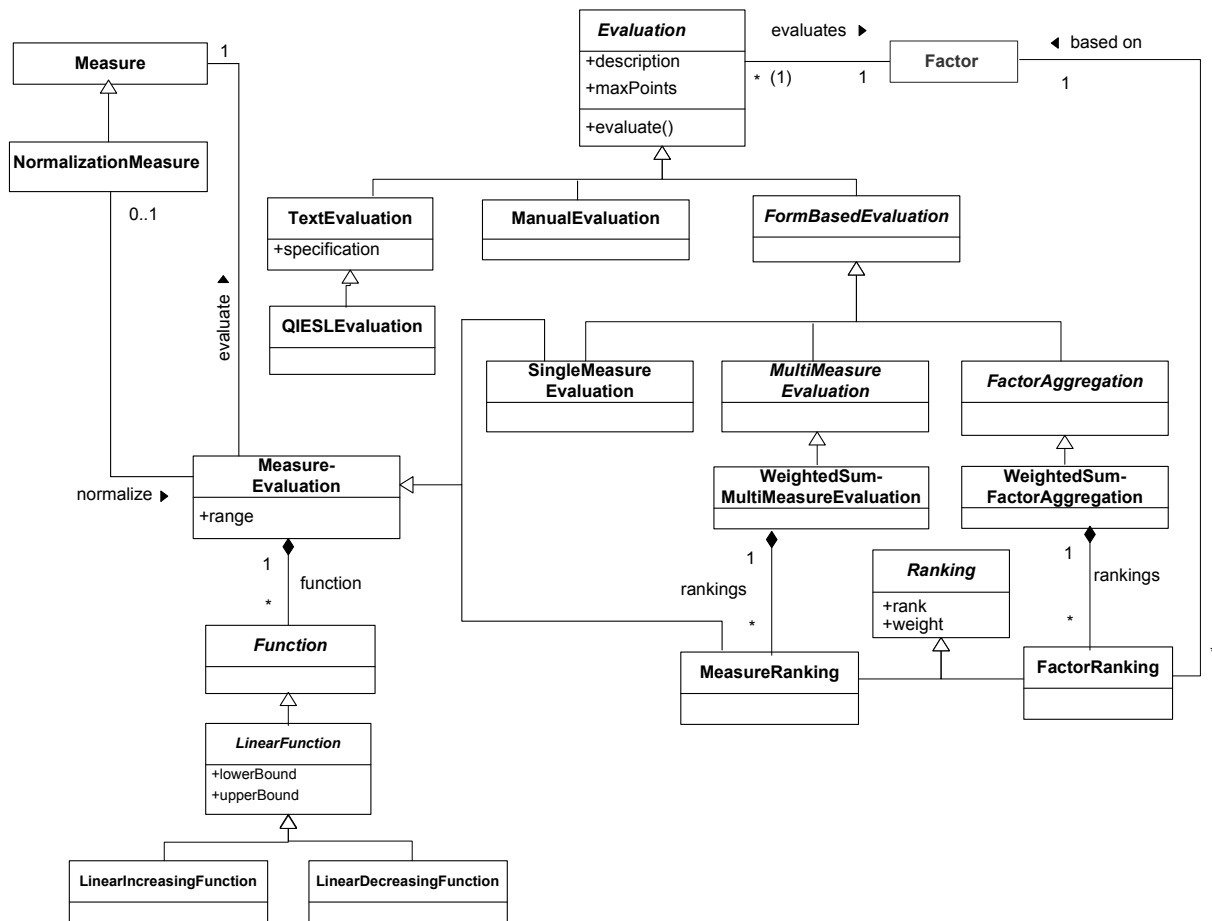 Evaluation
+description
+maxPoints
+evaluate()
evaluates ►
* (1)
1
Factor
◄ based on
1
Measure
1
NormalizationMeasure
0..1
evaluate ►
normalize ►
TextEvaluation
+specification
ManualEvaluation
FormBasedEvaluation
QIESLEvaluation
SingleMeasure
Evaluation
MultiMeasure
Evaluation
FactorAggregation
Measure-
Evaluation
+range
WeightedSum-
MultiMeasureEvaluation
WeightedSum-
FactorAggregation
1
function
*
1
rankings
*
Ranking
+rank
+weight
1
rankings
*
*
Function
MeasureRanking
FactorRanking
LinearFunction
+lowerBound
+upperBound
LinearIncreasingFunction
LinearDecreasingFunction